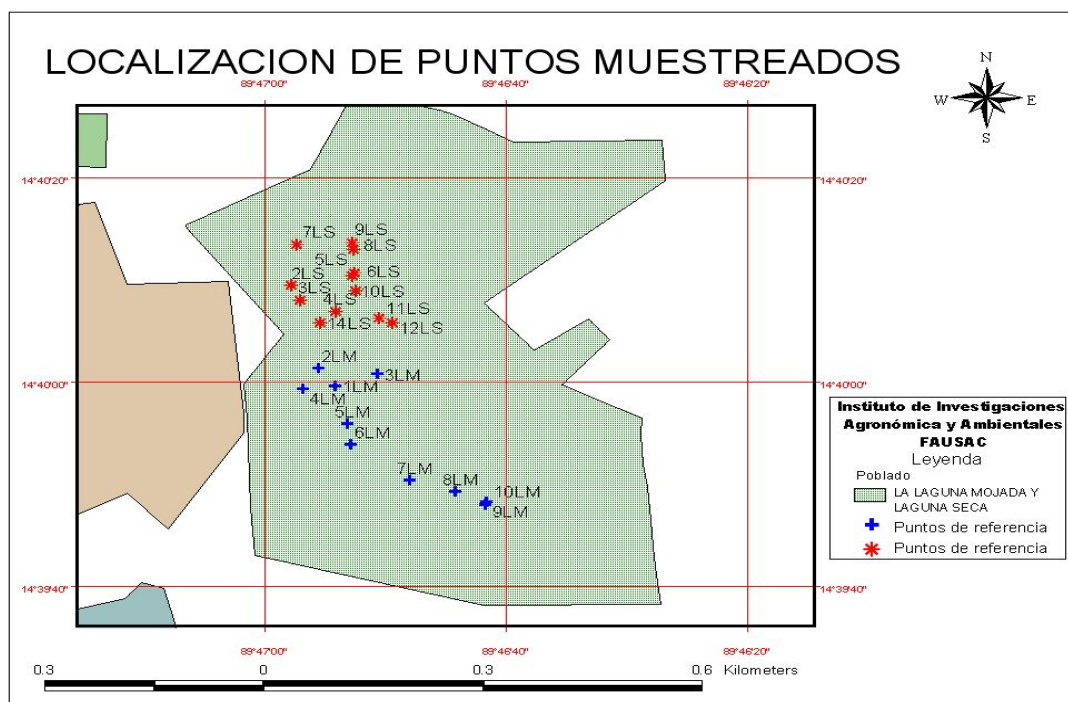 LOCALIZACION DE PUNTOS MUESTREADOS
N
W E
S
89°47'00" 89°46'40" 89°46'20"
14°40'20" 14°40'20"
9LS
7LS
8LS
5LS
6LS
2LS
3LS
10LS
4LS
11LS
14LS
12LS
2LM
3LM
14°40'00" 14°40'00"
1LM
4LM
5LM
6LM
7LM
8LM
10LM
9LM
14°39'40" 14°39'40"
89°47'00" 89°46'40" 89°46'20"
Instituto de Investigaciones
Agronómica y Ambientales
FAUSAC
Leyenda
Poblado
LA LAGUNA MOJADA Y
LAGUNA SECA
Puntos de referencia
Puntos de referencia
0.3 0 0.3 0.6 Kilometers